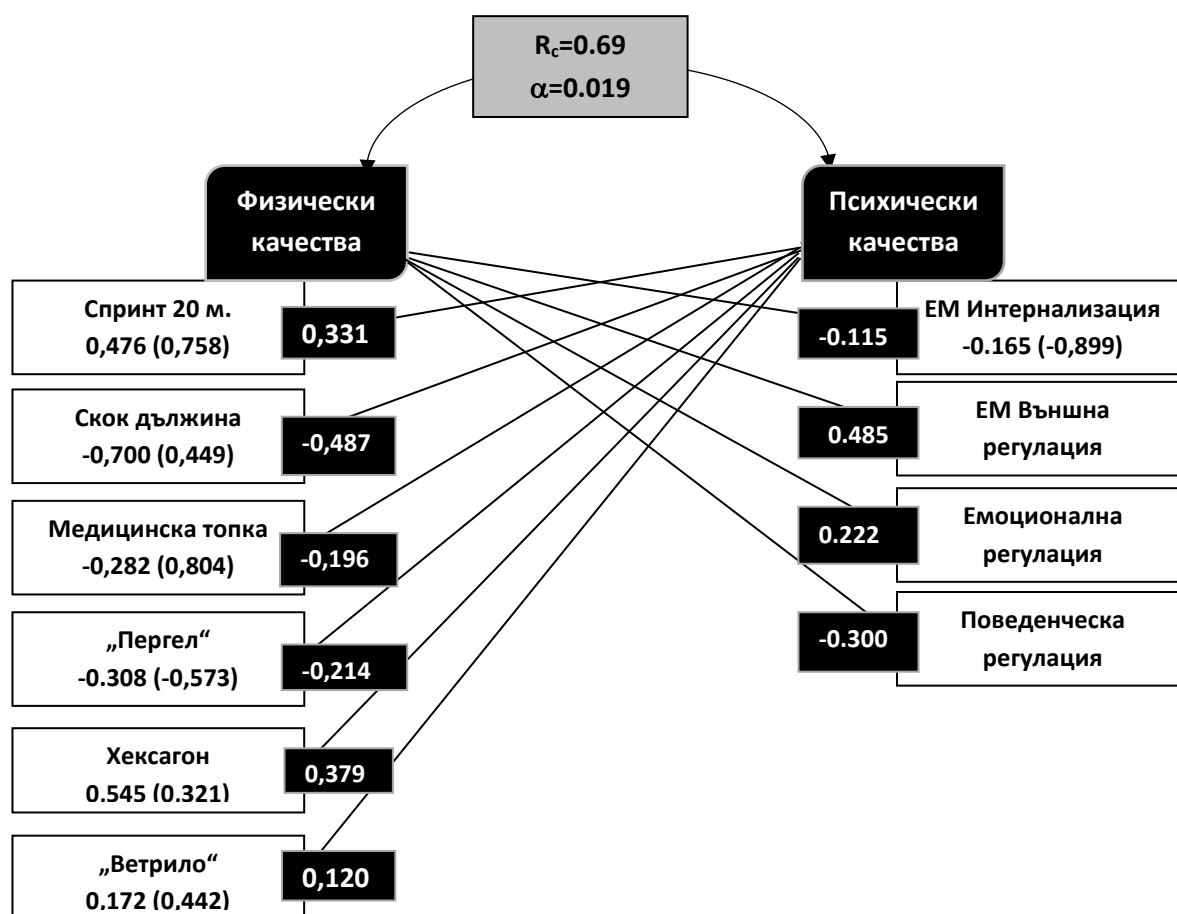 Rc=0.69
α=0.019
Физически
качества
Психически
качества
Спринт 20 м.
0,476 (0,758)
0,331
Скок дължина
-0,700 (0,449)
-0,487
Медицинска топка
-0,282 (0,804)
-0,196
„Пергел“
-0.308 (-0,573)
-0,214
Хексагон
0.545 (0.321)
0,379
„Ветрило“
0,172 (0,442)
0,120
-0.115
ЕМ Интернализация
-0.165 (-0,899)
0.485
ЕМ Външна
регулация
0.222
Емоционална
регулация
-0.300
Поведенческа
регулация